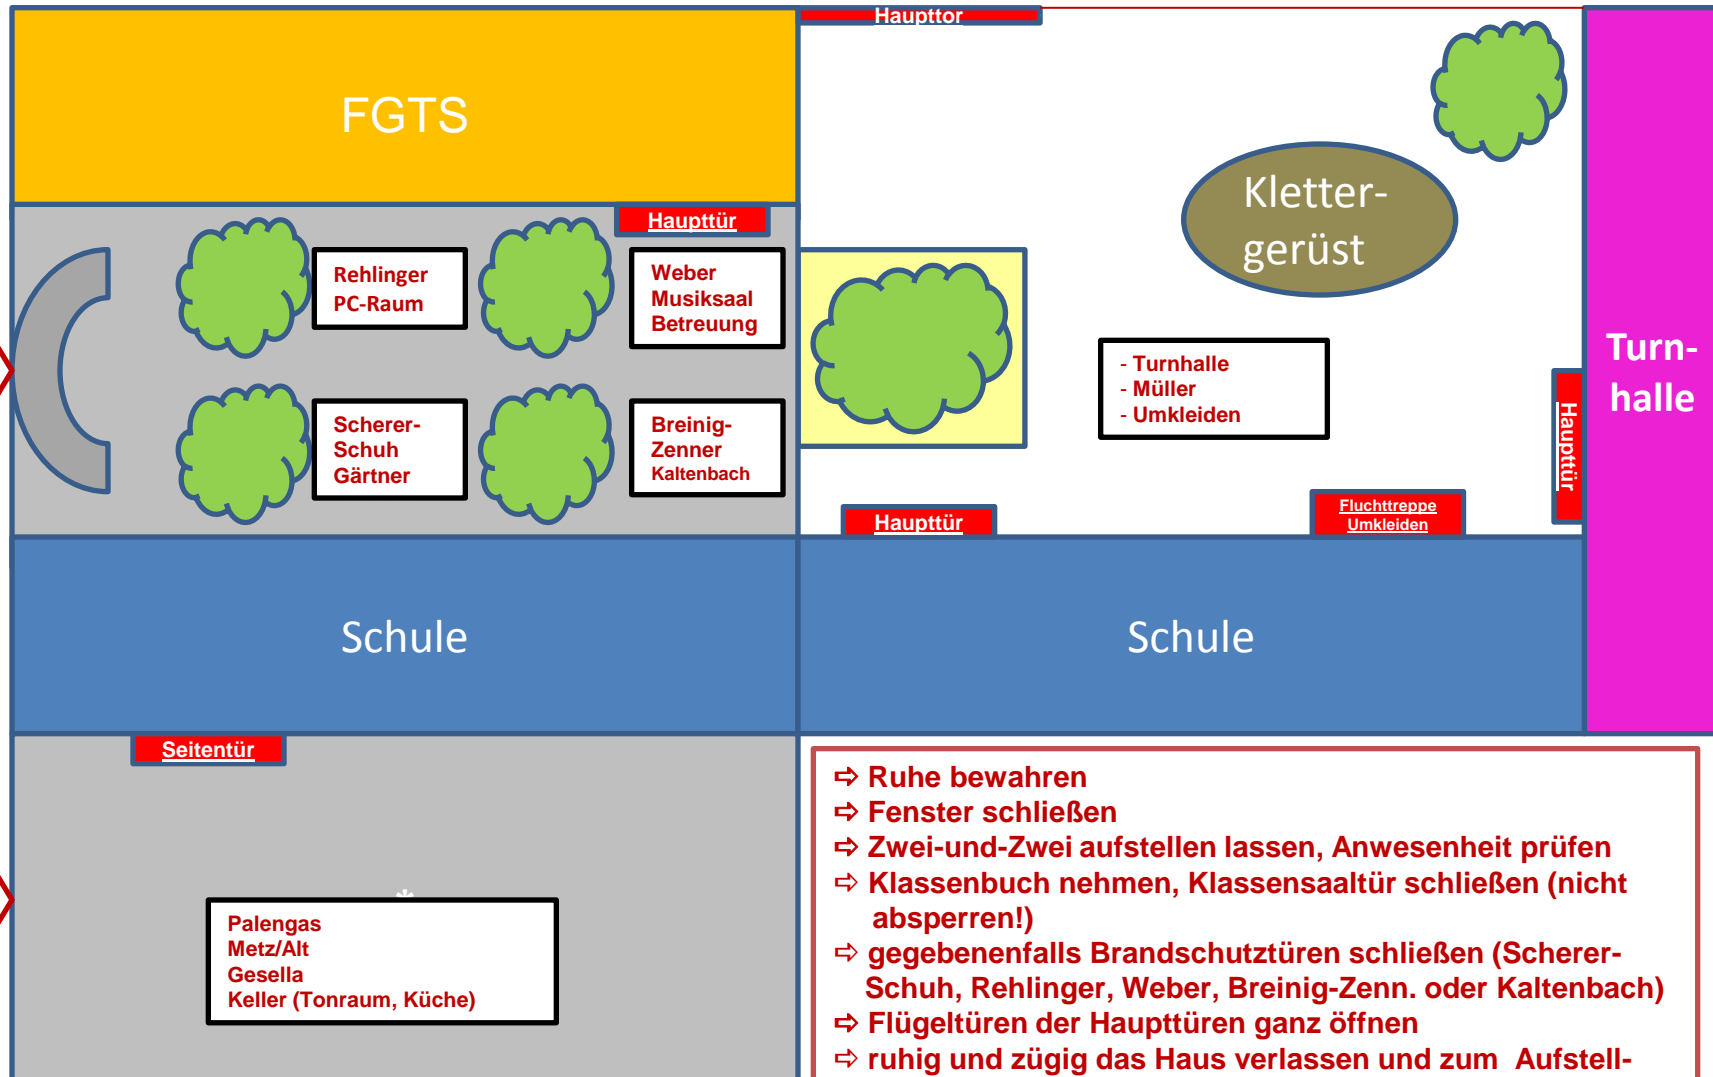 Haupttor
FGTS
Kletter-
gerüst
Haupttür
Rehlinger
PC-Raum
Weber
Musiksaal
Betreuung
Turn-
halle
- Turnhalle
- Müller
- Umkleiden
Haupttür
Scherer-
Schuh
Gärtner
Breinig-
Zenner
Kaltenbach
Haupttür
Fluchttreppe
Umkleiden
Schule
Schule
Seitentür
*
Palengas
Metz/Alt
Gesella
Keller (Tonraum, Küche)
⇨ Ruhe bewahren
⇨ Fenster schließen
⇨ Zwei-und-Zwei aufstellen lassen, Anwesenheit prüfen
⇨ Klassenbuch nehmen, Klassensaaltür schließen (nicht
absperren!)
⇨ gegebenenfalls Brandschutztüren schließen (Scherer-
Schuh, Rehlinger, Weber, Breinig-Zenn. oder Kaltenbach)
⇨ Flügeltüren der Haupttüren ganz öffnen
⇨ ruhig und zügig das Haus verlassen und zum Aufstell-